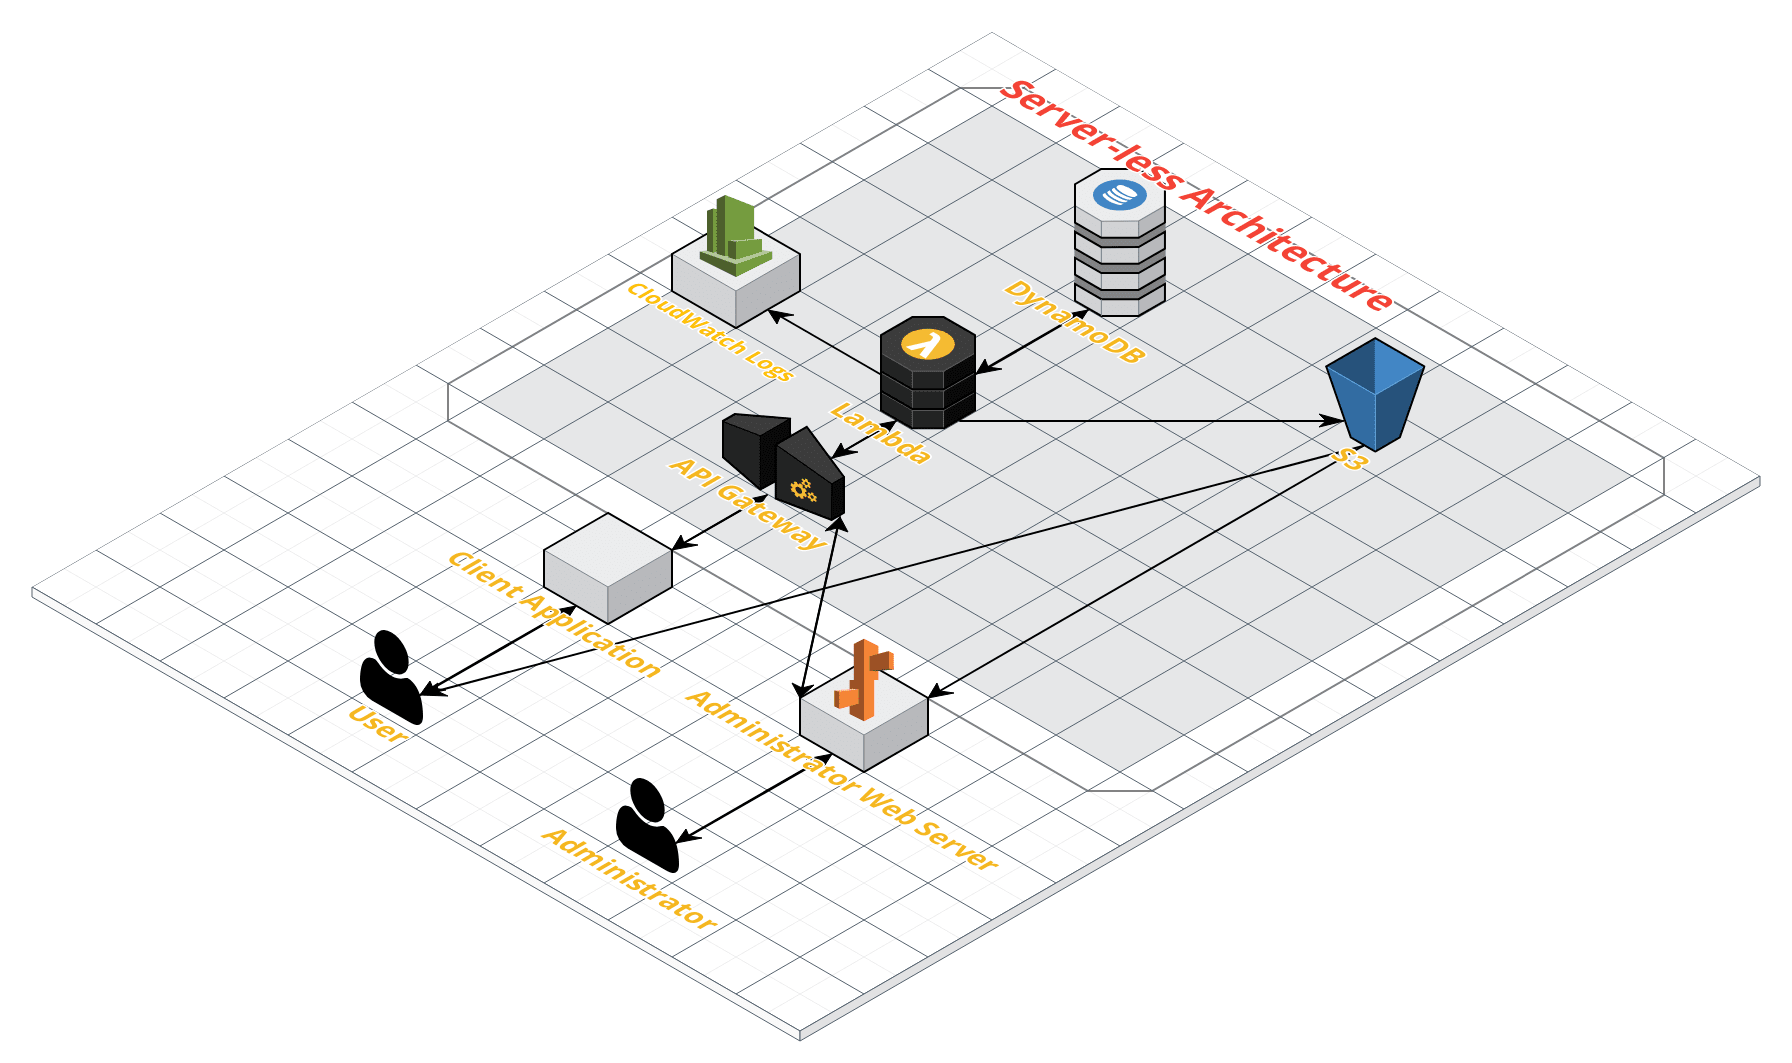 Server-less Architecture
CloudWatch Logs
DynamoDB
Lambda
S3
API Gateway
Client Application
User
Administrator Web Server
Administrator